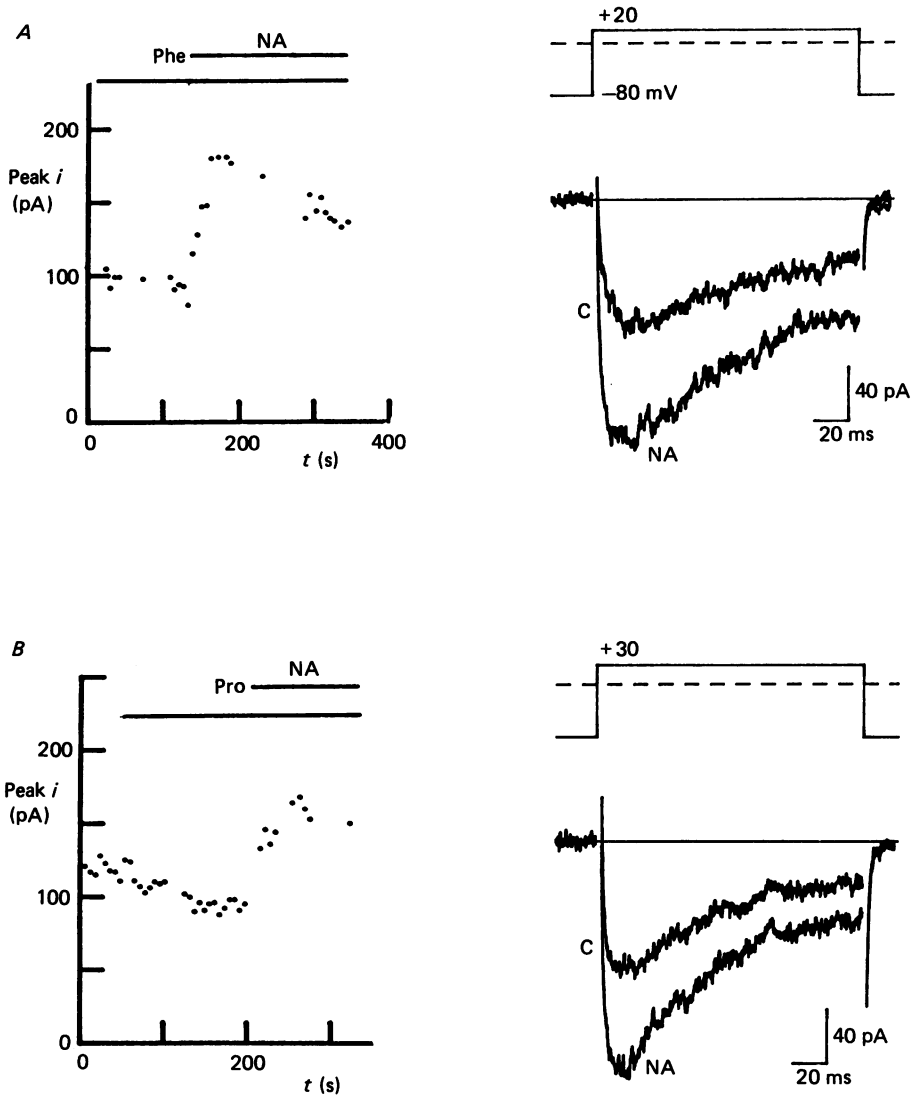 A
NA
Phe
200
Peak i
(pA)
100
0
0
200
400
t (s)
+20
−80 mV
C
40 pA
20 ms
NA
B
NA
Pro
200
Peak i
(pA)
100
0
0
200
t (s)
+30
C
40 pA
NA
20 ms